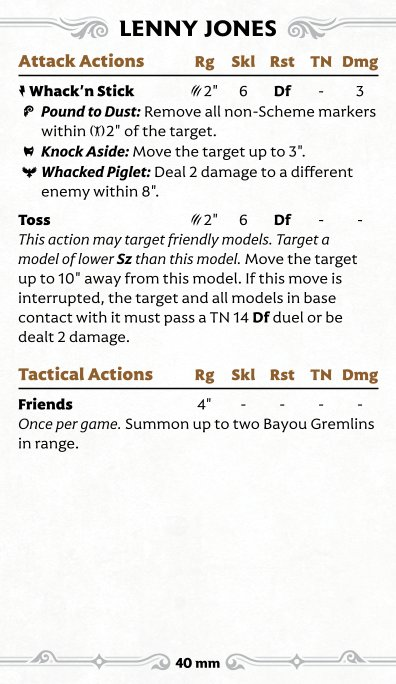 LENNY JONES
Attack Actions Rg Skl Rst TN Dmg
Whack'n Stick 2" 6 Df - 3
Pound to Dust: Remove all non-Scheme markers
within 2" of the target.
Knock Aside: Move the target up to 3".
Whacked Piglet: Deal 2 damage to a different
enemy within 8".
Toss 2" 6 Df - -
This action may target friendly models. Target a
model of lower Sz than this model. Move the target
up to 10" away from this model. If this move is
interrupted, the target and all models in base
contact with it must pass a TN 14 Df duel or be
dealt 2 damage.
Tactical Actions Rg Skl Rst TN Dmg
Friends 4" - - - -
Once per game. Summon up to two Bayou Gremlins
in range.
40 mm